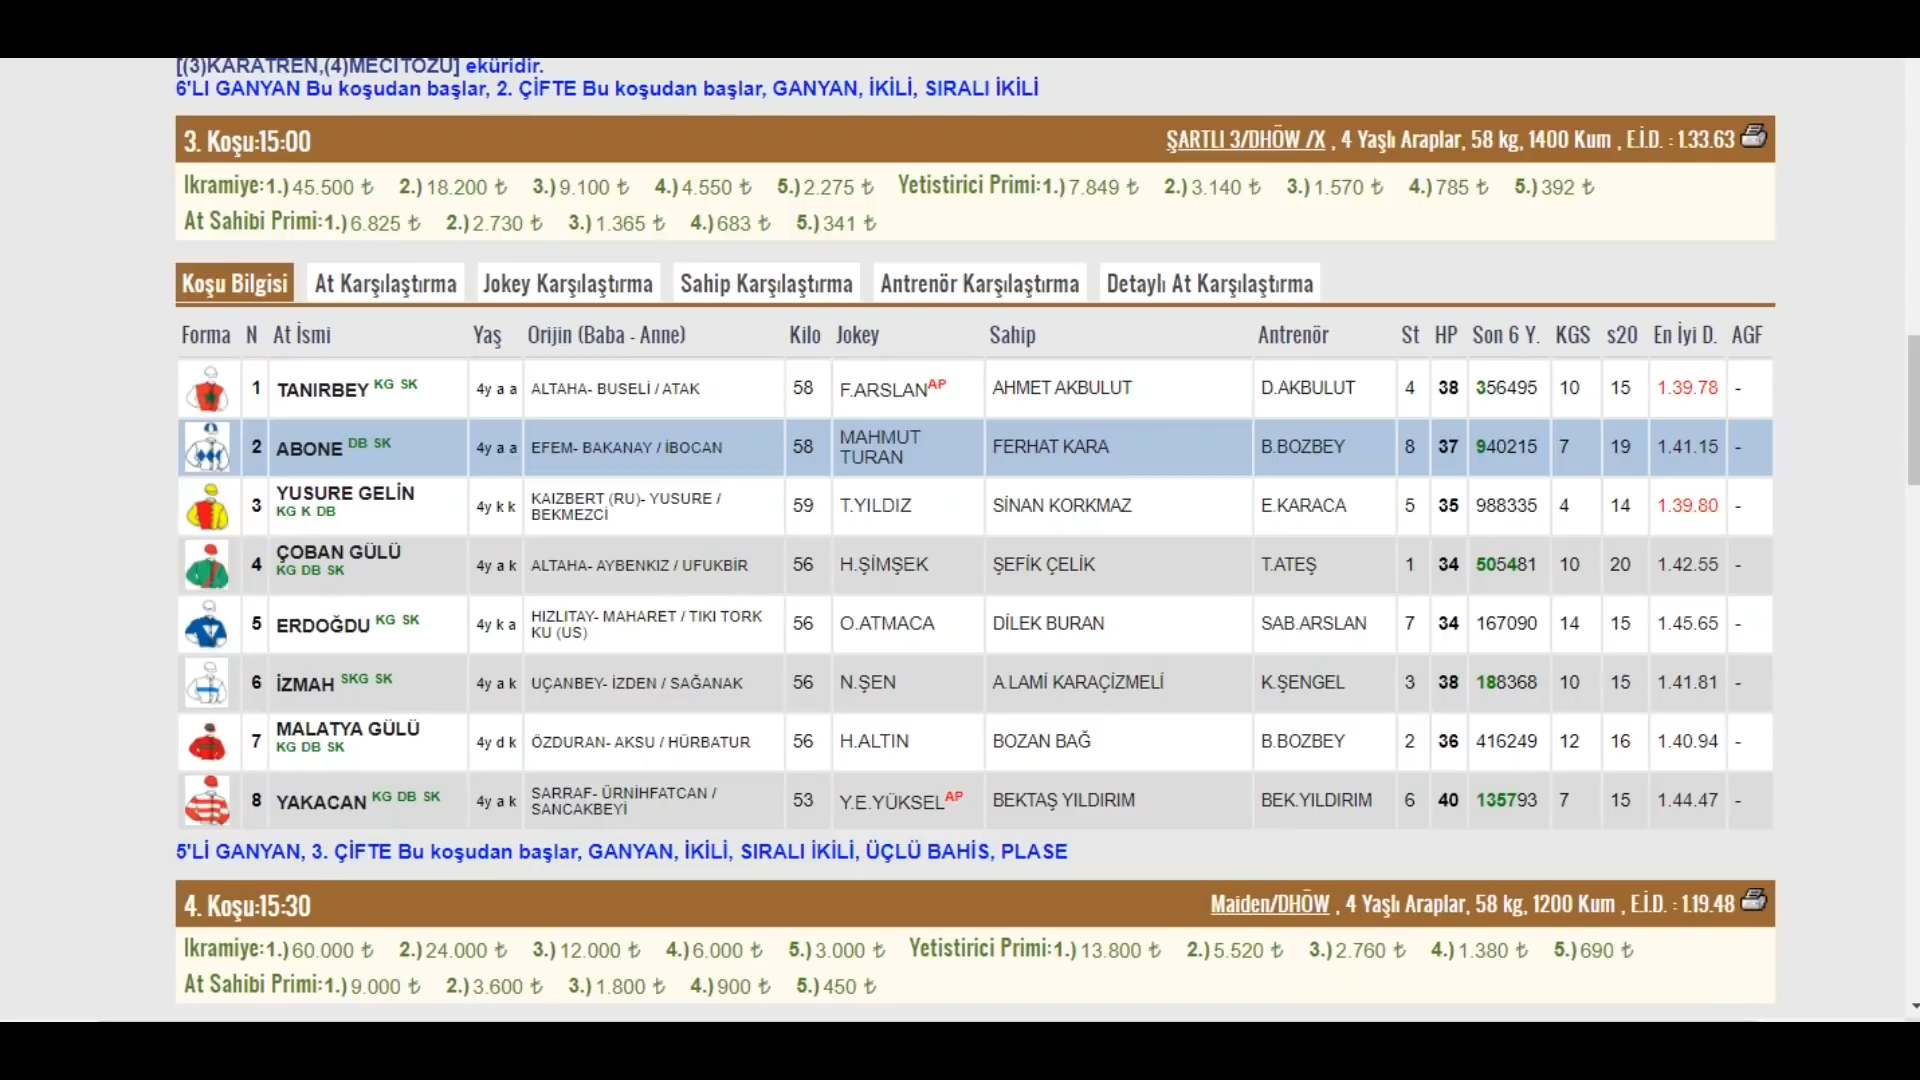 [(3)KARATREN,(4)MECİTÖZÜ] eküridir.
6'LI GANYAN Bu koşudan başlar, 2. ÇİFTE Bu koşudan başlar, GANYAN, İKİLİ, SIRALI İKİLİ
3. Koşu:15:00 ŞARTLI 3/DHÖW /X , 4 Yaşlı Araplar, 58 kg, 1400 Kum , E.İ.D. : 1.33.63
Ikramiye:1.) 45.500 ₺ 2.) 18.200 ₺ 3.) 9.100 ₺ 4.) 4.550 ₺ 5.) 2.275 ₺ Yetistirici Primi:1.) 7.849 ₺ 2.) 3.140 ₺ 3.) 1.570 ₺ 4.) 785 ₺ 5.) 392 ₺
At Sahibi Primi:1.) 6.825 ₺ 2.) 2.730 ₺ 3.) 1.365 ₺ 4.) 683 ₺ 5.) 341 ₺
Koşu Bilgisi At Karşılaştırma Jokey Karşılaştırma Sahip Karşılaştırma Antrenör Karşılaştırma Detaylı At Karşılaştırma
Forma N At İsmi Yaş Orijin (Baba - Anne) Kilo Jokey Sahip Antrenör St HP Son 6 Y. KGS s20 En İyi D. AGF
1 TANIRBEY KG SK 4y a a ALTAHA- BUSELİ / ATAK 58 F.ARSLAN AP AHMET AKBULUT D.AKBULUT 4 38 356495 10 15 1.39.78 -
2 ABONE DB SK 4y a a EFEM- BAKANAY / İBOCAN 58 MAHMUT TURAN FERHAT KARA B.BOZBEY 8 37 940215 7 19 1.41.15 -
3 YUSURE GELİN KG K DB 4y k k KAIZBERT (RU)- YUSURE / BEKMEZCİ 59 T.YILDIZ SİNAN KORKMAZ E.KARACA 5 35 988335 4 14 1.39.80 -
4 ÇOBAN GÜLÜ KG DB SK 4y a k ALTAHA- AYBENKIZ / UFUKBİR 56 H.ŞİMŞEK ŞEFİK ÇELİK T.ATEŞ 1 34 505481 10 20 1.42.55 -
5 ERDOĞDU KG SK 4y k a HIZLITAY- MAHARET / TIKI TORK KU (US) 56 O.ATMACA DİLEK BURAN SAB.ARSLAN 7 34 167090 14 15 1.45.65 -
6 İZMAH SKG SK 4y a k UÇANBEY- İZDEN / SAĞANAK 56 N.ŞEN A.LAMİ KARAÇİZMELİ K.ŞENGEL 3 38 188368 10 15 1.41.81 -
7 MALATYA GÜLÜ KG DB SK 4y d k ÖZDURAN- AKSU / HÜRBATUR 56 H.ALTIN BOZAN BAĞ B.BOZBEY 2 36 416249 12 16 1.40.94 -
8 YAKACAN KG DB SK 4y a k SARRAF- ÜRNİHFATCAN / SANCAKBEYİ 53 Y.E.YÜKSEL AP BEKTAŞ YILDIRIM BEK.YILDIRIM 6 40 135793 7 15 1.44.47 -
5'Lİ GANYAN, 3. ÇİFTE Bu koşudan başlar, GANYAN, İKİLİ, SIRALI İKİLİ, ÜÇLÜ BAHİS, PLASE
4. Koşu:15:30 Maiden/DHÖW , 4 Yaşlı Araplar, 58 kg, 1200 Kum , E.İ.D. : 1.19.48
Ikramiye:1.) 60.000 ₺ 2.) 24.000 ₺ 3.) 12.000 ₺ 4.) 6.000 ₺ 5.) 3.000 ₺ Yetistirici Primi:1.) 13.800 ₺ 2.) 5.520 ₺ 3.) 2.760 ₺ 4.) 1.380 ₺ 5.) 690 ₺
At Sahibi Primi:1.) 9.000 ₺ 2.) 3.600 ₺ 3.) 1.800 ₺ 4.) 900 ₺ 5.) 450 ₺